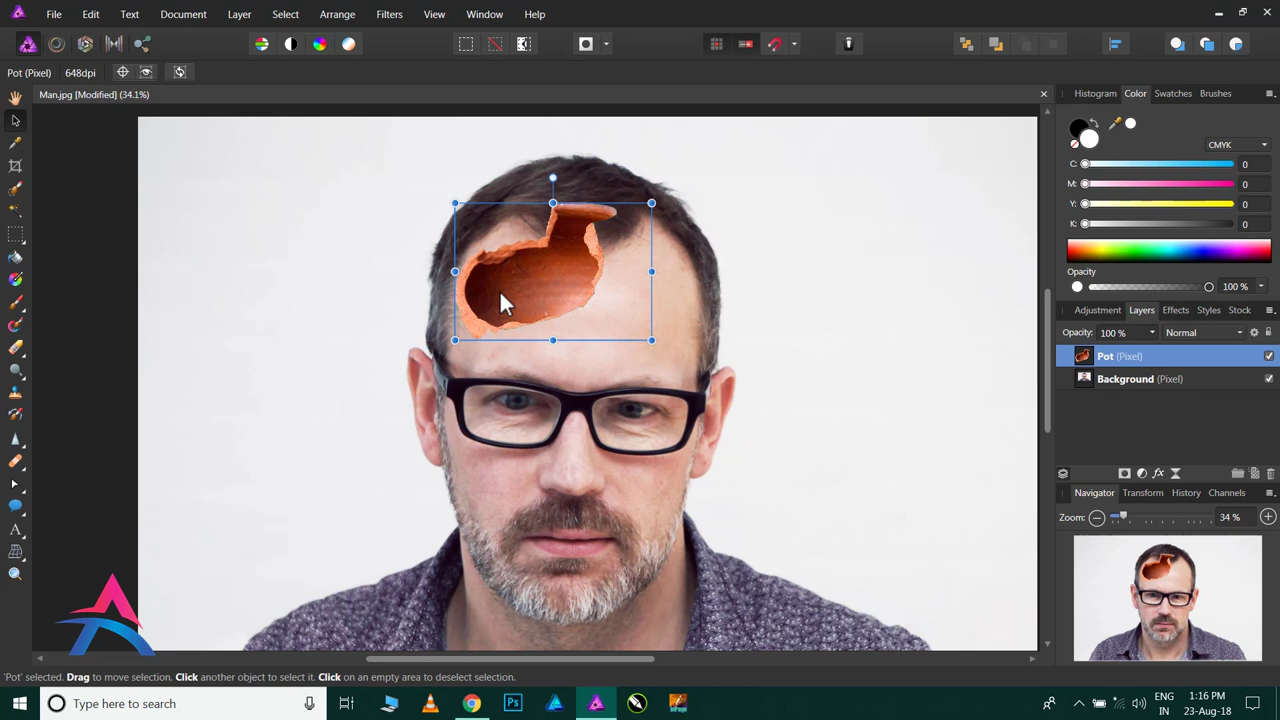 File Edit Text Document Layer Select Arrange Filters View Window Help
Pot (Pixel) 648dpi
Man.jpg [Modified] (34.1%)
Histogram Color Swatches Brushes
CMYK
C: 0
M: 0
Y: 0
K: 0
Opacity
100 %
Adjustment Layers Effects Styles Stock
Opacity: 100 % Normal
Pot (Pixel)
Background (Pixel)
Navigator Transform History Channels
Zoom: 34 %
'Pot' selected. Drag to move selection. Click another object to select it. Click on an empty area to deselect selection.
Type here to search
Ps
ENG
IN
1:16 PM
23-Aug-18